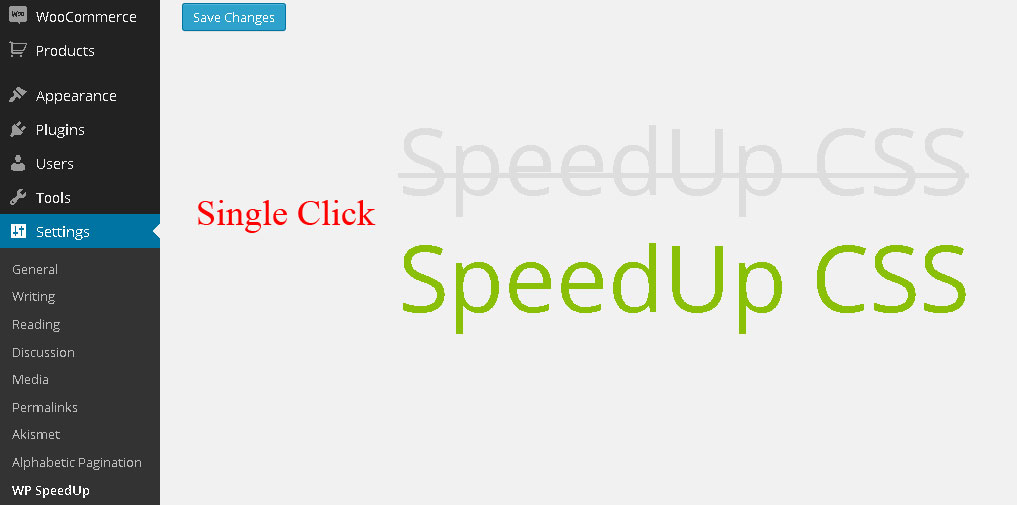 WooCommerce
Products
Appearance
Plugins
Users
Tools
Settings
General
Writing
Reading
Discussion
Media
Permalinks
Akismet
Alphabetic Pagination
WP SpeedUp
Save Changes
SpeedUp CSS
Single Click
SpeedUp CSS